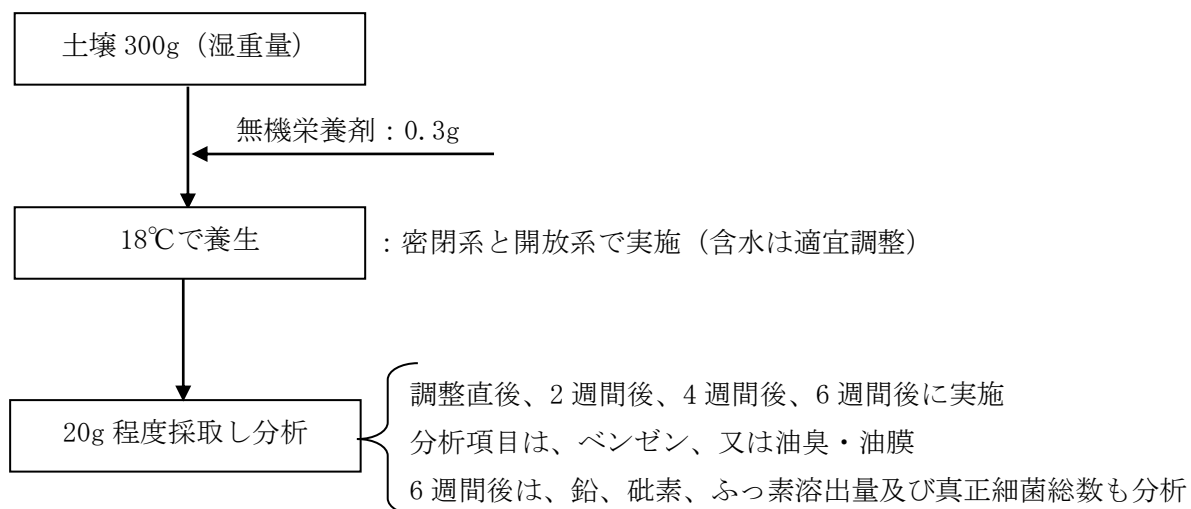 土壌 300g（湿重量）
無機栄養剤：0.3g
18℃で養生
：密閉系と開放系で実施（含水は適宜調整）
20g 程度採取し分析
調整直後、2 週間後、4 週間後、6 週間後に実施
分析項目は、ベンゼン、又は油臭・油膜
6 週間後は、鉛、砒素、ふっ素溶出量及び真正細菌総数も分析